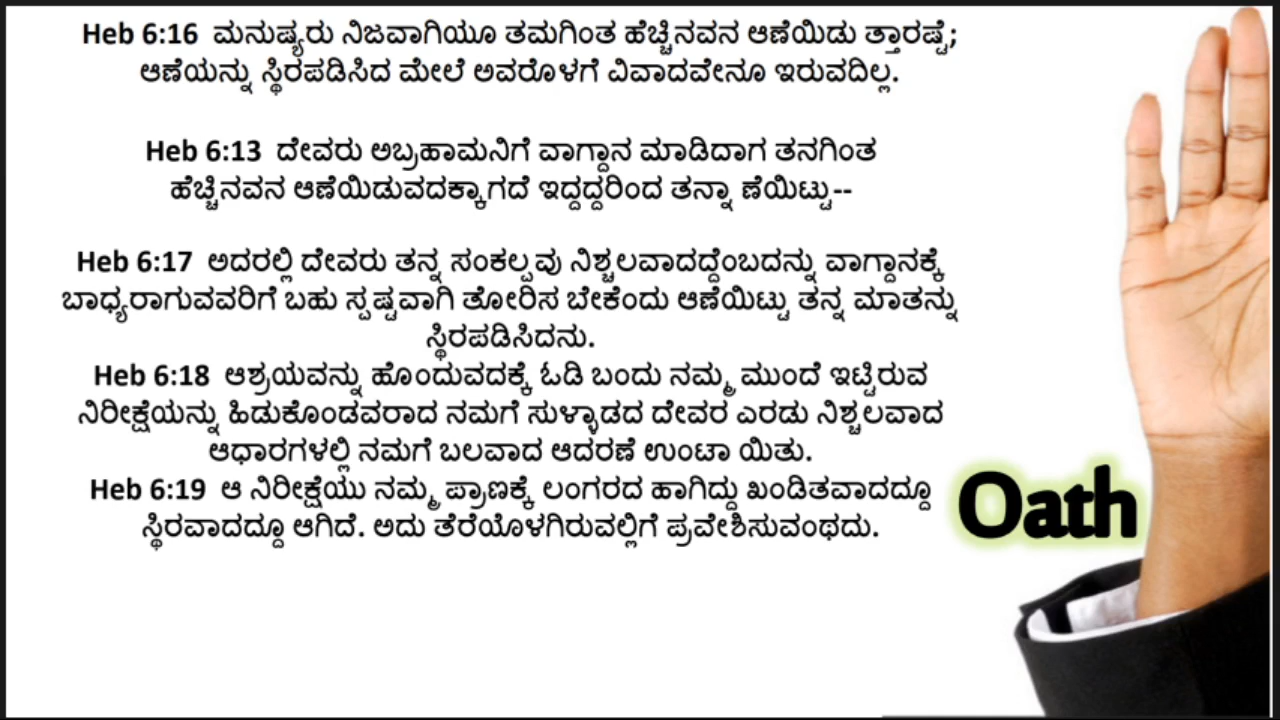 Heb 6:16 ಮನುಷ್ಯರು ನಿಜವಾಗಿಯೂ ತಮಗಿಂತ ಹೆಚ್ಚಿನವನ ಆಣೆಯಿಡು ತ್ತಾರಷ್ಟೆ;
ಆಣೆಯನ್ನು ಸ್ಥಿರಪಡಿಸಿದ ಮೇಲೆ ಅವರೊಳಗೆ ವಿವಾದವೇನೂ ಇರುವದಿಲ್ಲ.
Heb 6:13 ದೇವರು ಅಬ್ರಹಾಮನಿಗೆ ವಾಗ್ದಾನ ಮಾಡಿದಾಗ ತನಗಿಂತ
ಹೆಚ್ಚಿನವನ ಆಣೆಯಿಡುವದಕ್ಕಾಗದೆ ಇದ್ದದ್ದರಿಂದ ತನ್ನಾ ಣೆಯಿಟ್ಟು--
Heb 6:17 ಅದರಲ್ಲಿ ದೇವರು ತನ್ನ ಸಂಕಲ್ಪವು ನಿಶ್ಚಲವಾದದ್ದೆಂಬದನ್ನು ವಾಗ್ದಾನಕ್ಕೆ
ಬಾಧ್ಯರಾಗುವವರಿಗೆ ಬಹು ಸ್ಪಷ್ಟವಾಗಿ ತೋರಿಸ ಬೇಕೆಂದು ಆಣೆಯಿಟ್ಟು ತನ್ನ ಮಾತನ್ನು
ಸ್ಥಿರಪಡಿಸಿದನು.
Heb 6:18 ಆಶ್ರಯವನ್ನು ಹೊಂದುವದಕ್ಕೆ ಓಡಿ ಬಂದು ನಮ್ಮ ಮುಂದೆ ಇಟ್ಟಿರುವ
ನಿರೀಕ್ಷೆಯನ್ನು ಹಿಡುಕೊಂಡವರಾದ ನಮಗೆ ಸುಳ್ಳಾಡದ ದೇವರ ಎರಡು ನಿಶ್ಚಲವಾದ
ಆಧಾರಗಳಲ್ಲಿ ನಮಗೆ ಬಲವಾದ ಆದರಣೆ ಉಂಟಾ ಯಿತು.
Heb 6:19 ಆ ನಿರೀಕ್ಷೆಯು ನಮ್ಮ ಪ್ರಾಣಕ್ಕೆ ಲಂಗರದ ಹಾಗಿದ್ದು ಖಂಡಿತವಾದದ್ದೂ
ಸ್ಥಿರವಾದದ್ದೂ ಆಗಿದೆ. ಅದು ತೆರೆಯೊಳಗಿರುವಲ್ಲಿಗೆ ಪ್ರವೇಶಿಸುವಂಥದು.
Oath